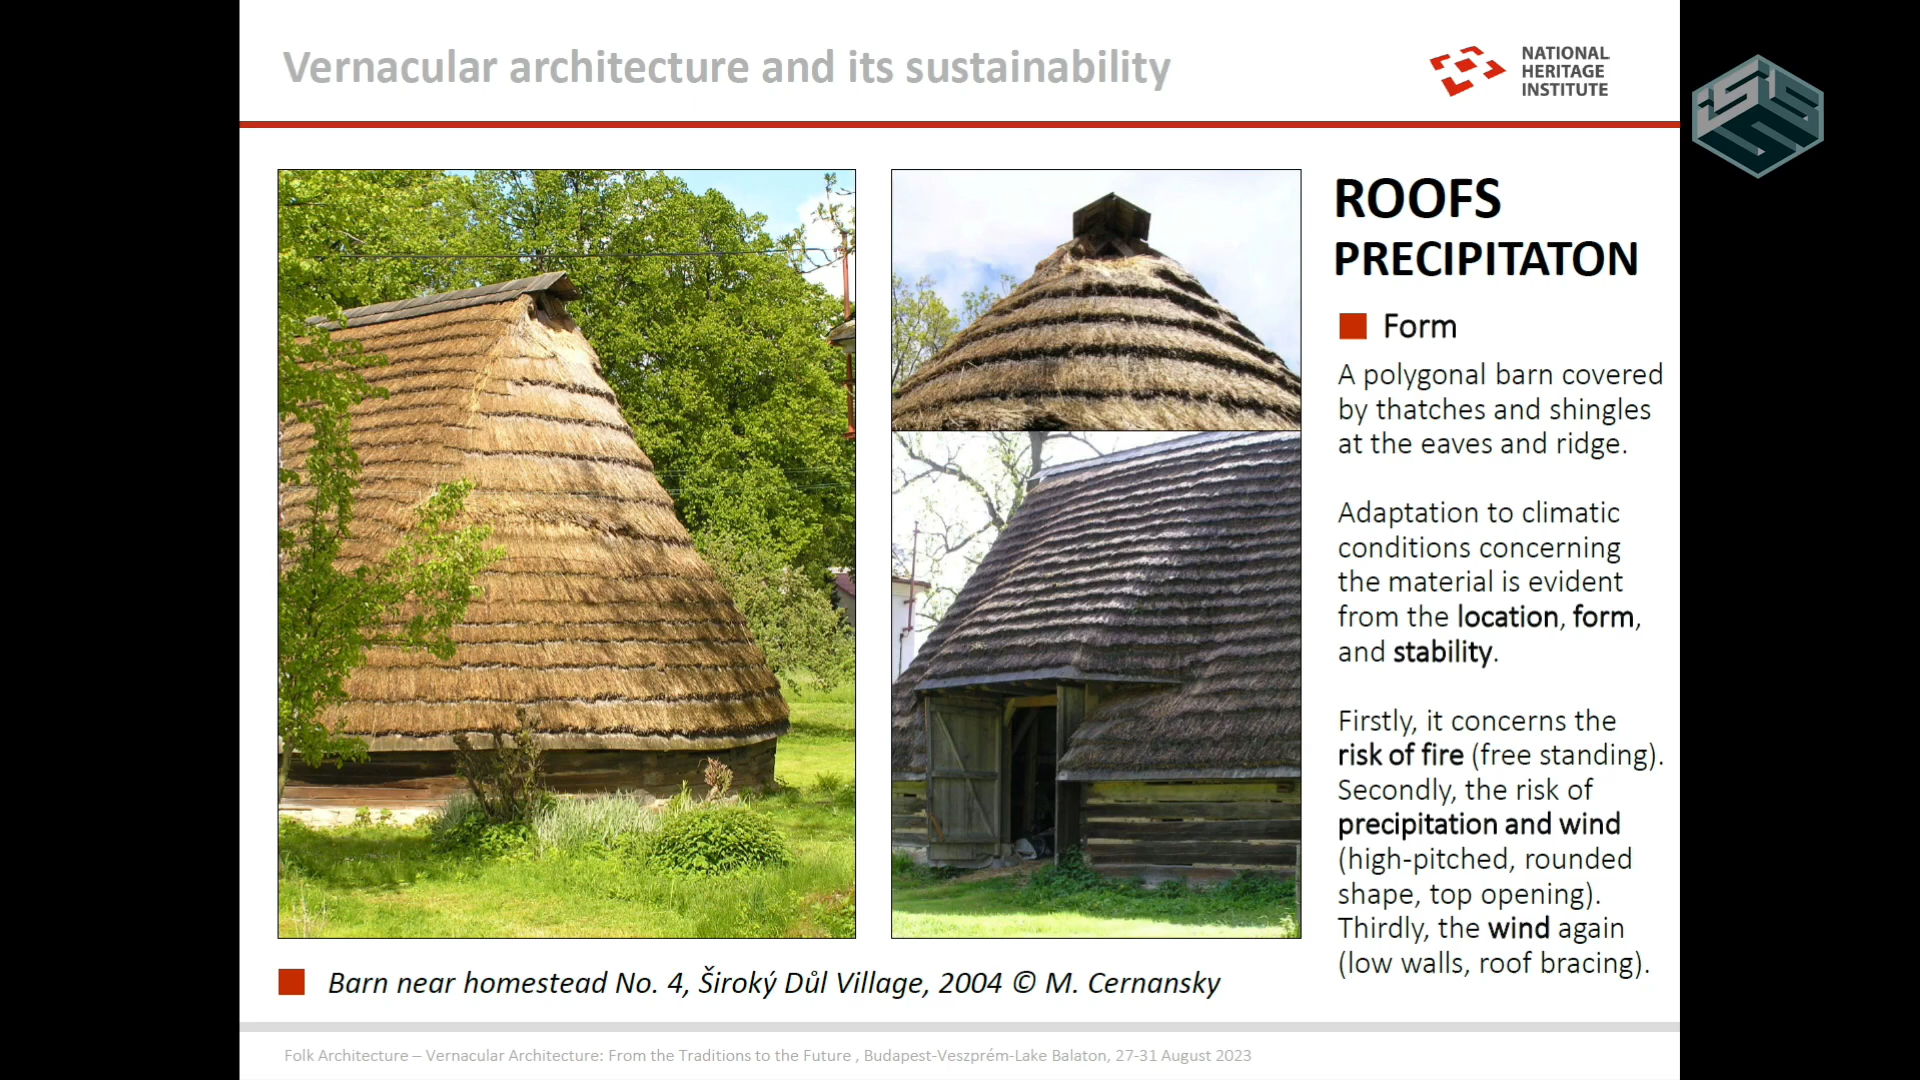 Vernacular architecture and its sustainability
NATIONAL
HERITAGE
INSTITUTE
ROOFS
PRECIPITATON
Form
A polygonal barn covered
by thatches and shingles
at the eaves and ridge.
Adaptation to climatic
conditions concerning
the material is evident
from the location, form,
and stability.
Firstly, it concerns the
risk of fire (free standing).
Secondly, the risk of
precipitation and wind
(high-pitched, rounded
shape, top opening).
Thirdly, the wind again
(low walls, roof bracing).
Barn near homestead No. 4, Široký Důl Village, 2004 © M. Cernansky
Folk Architecture – Vernacular Architecture: From the Traditions to the Future , Budapest-Veszprém-Lake Balaton, 27-31 August 2023